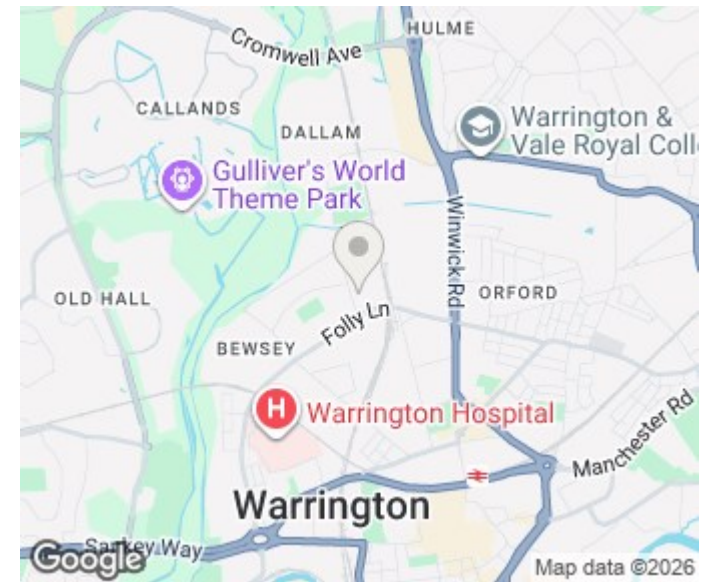 HULME
Cromwell Ave
CALLANDS
DALLAM
Warrington &
Vale Royal Coll
Gulliver's World
Theme Park
Winwick Rd
OLD HALL
ORFORD
Folly Ln
BEWSEY
H
Warrington Hospital
Manchester Rd
Warrington
Sankey Way
Google
Map data ©2026